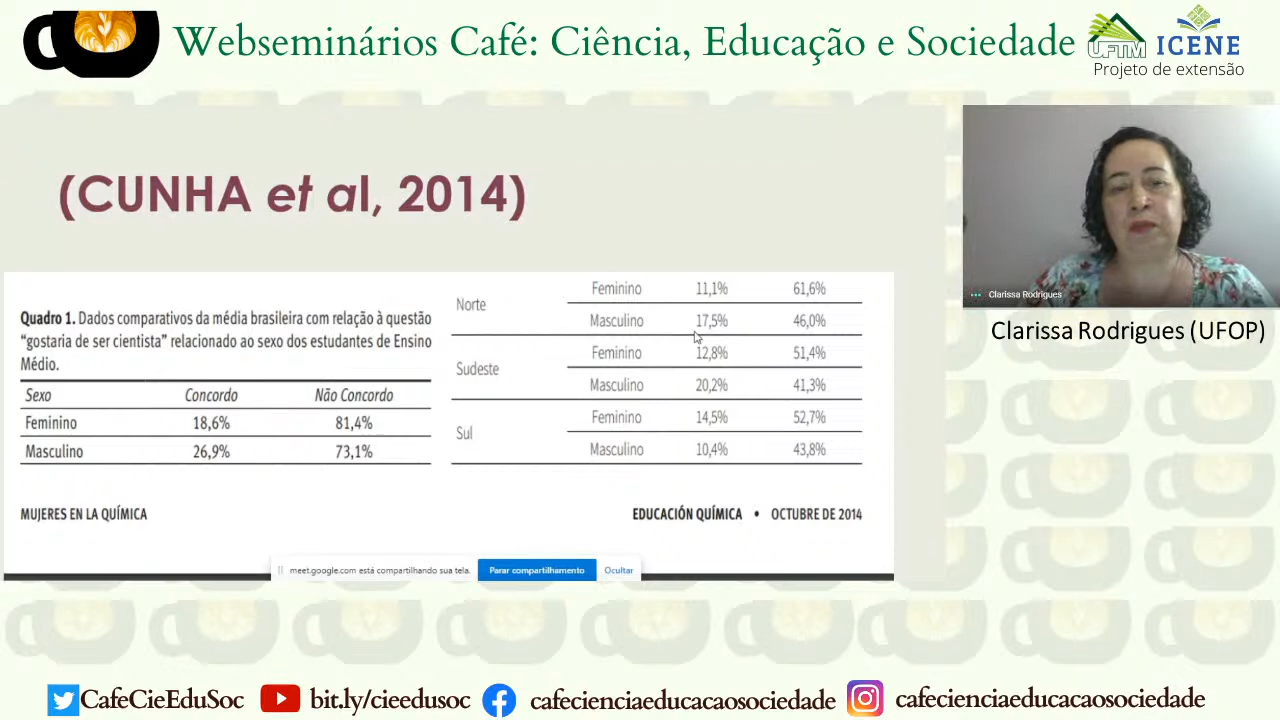 Webseminários Café: Ciência, Educação e Sociedade
UFTM
ICENE
Projeto de extensão
(CUNHA et al, 2014)
Clarissa Rodrigues
Clarissa Rodrigues (UFOP)
Quadro 1. Dados comparativos da média brasileira com relação à questão
“gostaria de ser cientista” relacionado ao sexo dos estudantes de Ensino
Médio.
Sexo Concordo Não Concordo
Feminino 18,6% 81,4%
Masculino 26,9% 73,1%
MUJERES EN LA QUÍMICA
Norte
Feminino 11,1% 61,6%
Masculino 17,5% 46,0%
Sudeste
Feminino 12,8% 51,4%
Masculino 20,2% 41,3%
Sul
Feminino 14,5% 52,7%
Masculino 10,4% 43,8%
EDUCACIÓN QUÍMICA • OCTUBRE DE 2014
meet.google.com está compartilhando sua tela. Parar compartilhamento Ocultar
CafeCieEduSoc
bit.ly/cieedusoc
cafecienciaeducacaosociedade
cafecienciaeducacaosociedade